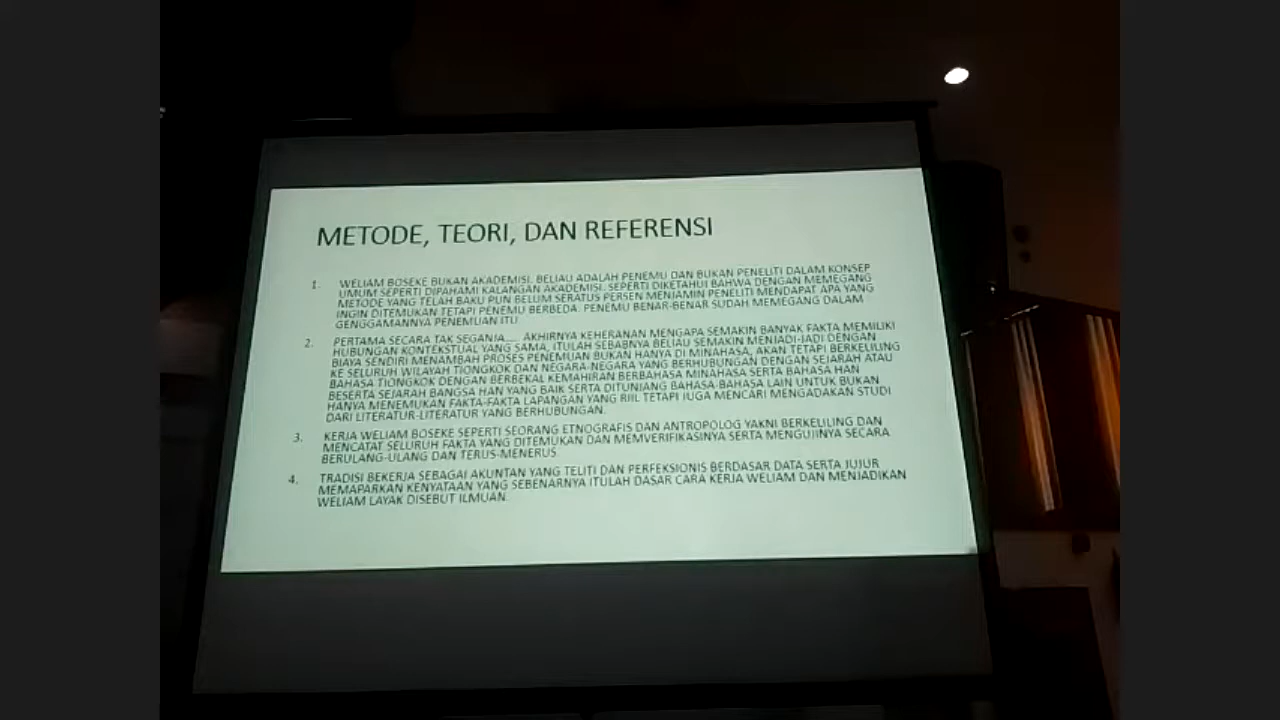 METODE, TEORI, DAN REFERENSI
1. WELIAM BOSEKE BUKAN AKADEMISI. BELIAU ADALAH PENEMU DAN BUKAN PENELITI DALAM KONSEP
UMUM SEPERTI DIPAHAMI KALANGAN AKADEMISI. SEPERTI DIKETAHUI BAHWA DENGAN MEMEGANG
METODE YANG TELAH BAKU PUN BELUM SERATUS PERSEN MENJAMIN PENELITI MENDAPAT APA YANG
INGIN DITEMUKAN TETAPI PENEMU BERBEDA. PENEMU BENAR-BENAR SUDAH MEMEGANG DALAM
GENGGAMANNYA PENEMUAN ITU.
2. PERTAMA SECARA TAK SEGANJA..... AKHIRNYA KEHERANAN MENGAPA SEMAKIN BANYAK FAKTA MEMILIKI
HUBUNGAN KONTEKSTUAL YANG SAMA, ITULAH SEBABNYA BELIAU SEMAKIN MENJADI-JADI DENGAN
BIAYA SENDIRI MENAMBAH PROSES PENEMUAN BUKAN HANYA DI MINAHASA, AKAN TETAPI BERKELILING
KE SELURUH WILAYAH TIONGKOK DAN NEGARA-NEGARA YANG BERHUBUNGAN DENGAN SEJARAH ATAU
BAHASA TIONGKOK DENGAN BERBEKAL KEMAHIRAN BERBAHASA MINAHASA SERTA BAHASA HAN
BESERTA SEJARAH BANGSA HAN YANG BAIK SERTA DITUNJANG BAHASA-BAHASA LAIN UNTUK BUKAN
HANYA MENEMUKAN FAKTA-FAKTA LAPANGAN YANG RIIL TETAPI JUGA MENCARI MENGADAKAN STUDI
DARI LITERATUR-LITERATUR YANG BERHUBUNGAN.
3. KERJA WELIAM BOSEKE SEPERTI SEORANG ETNOGRAFIS DAN ANTROPOLOG YAKNI BERKELILING DAN
MENCATAT SELURUH FAKTA YANG DITEMUKAN DAN MEMVERIFIKASINYA SERTA MENGUJINYA SECARA
BERULANG-ULANG DAN TERUS-MENERUS.
4. TRADISI BEKERJA SEBAGAI AKUNTAN YANG TELITI DAN PERFEKSIONIS BERDASAR DATA SERTA JUJUR
MEMAPARKAN KENYATAAN YANG SEBENARNYA ITULAH DASAR CARA KERJA WELIAM DAN MENJADIKAN
WELIAM LAYAK DISEBUT ILMUAN.